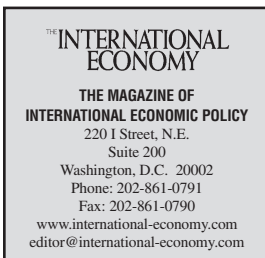 THE INTERNATIONAL
ECONOMY
THE MAGAZINE OF
INTERNATIONAL ECONOMIC POLICY
220 I Street, N.E.
Suite 200
Washington, D.C. 20002
Phone: 202-861-0791
Fax: 202-861-0790
www.international-economy.com
editor@international-economy.com